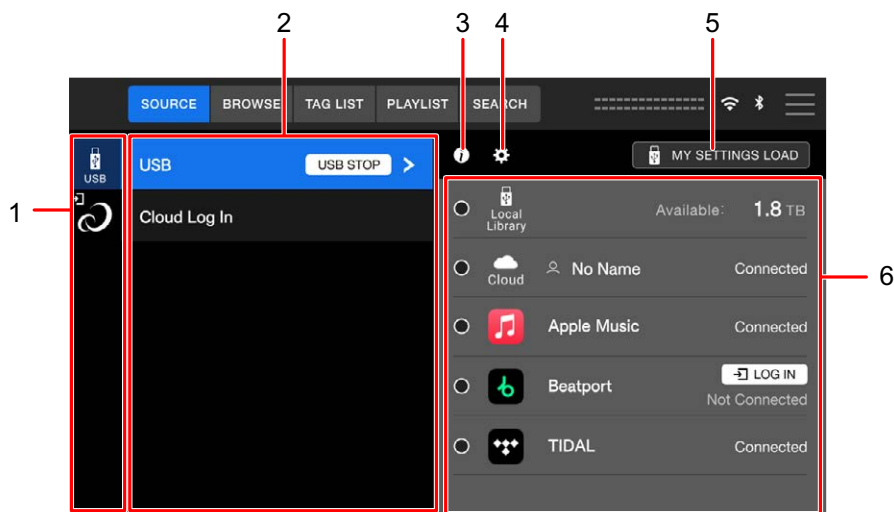 2
3
4
5
SOURCE BROWSE TAG LIST PLAYLIST SEARCH
USB
USB USB STOP
MY SETTINGS LOAD
1
Cloud Log In
Local
Library
Available: 1.8 TB
Cloud
No Name Connected
6
Apple Music Connected
Beatport
LOG IN
Not Connected
TIDAL Connected